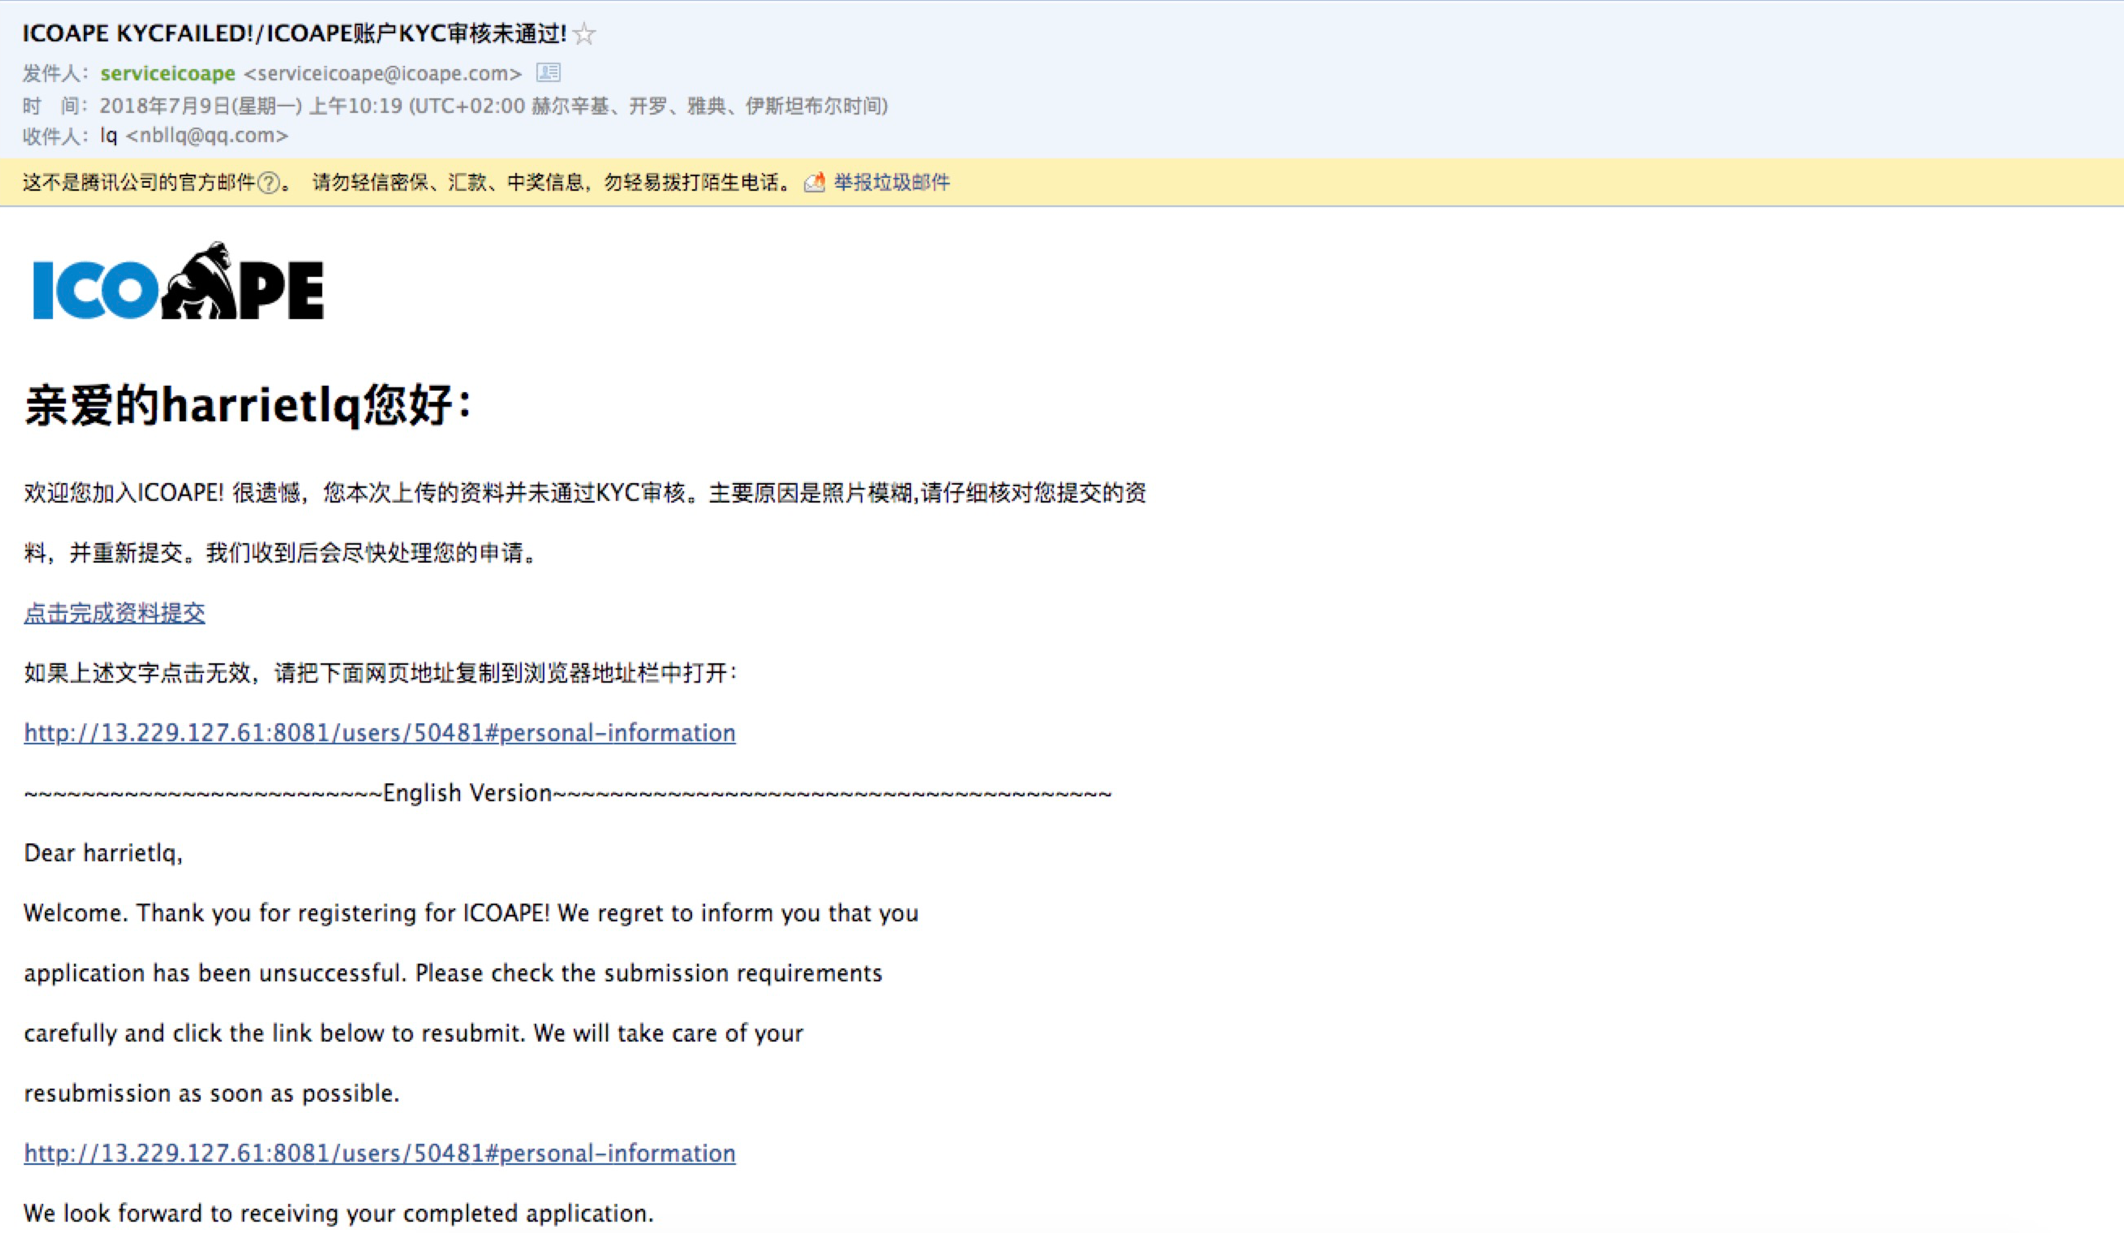 ICOAPE KYCFAILED!/ICOAPE账户KYC审核未通过!
发件人：serviceicoape <serviceicoape@icoape.com>
时　间：2018年7月9日(星期一) 上午10:19 (UTC+02:00 赫尔辛基、开罗、雅典、伊斯坦布尔时间)
收件人：lq <nbllq@qq.com>
这不是腾讯公司的官方邮件?。 请勿轻信密保、汇款、中奖信息，勿轻易拨打陌生电话。 举报垃圾邮件
ICOAPE
亲爱的harrietlq您好：
欢迎您加入ICOAPE! 很遗憾，您本次上传的资料并未通过KYC审核。主要原因是照片模糊,请仔细核对您提交的资
料，并重新提交。我们收到后会尽快处理您的申请。
点击完成资料提交
如果上述文字点击无效，请把下面网页地址复制到浏览器地址栏中打开：
http://13.229.127.61:8081/users/50481#personal-information
~~~~~~~~~~~~~~~~~~~~~~~~~English Version~~~~~~~~~~~~~~~~~~~~~~~~~~~~~~~~~~~~~~~
Dear harrietlq,
Welcome. Thank you for registering for ICOAPE! We regret to inform you that you
application has been unsuccessful. Please check the submission requirements
carefully and click the link below to resubmit. We will take care of your
resubmission as soon as possible.
http://13.229.127.61:8081/users/50481#personal-information
We look forward to receiving your completed application.